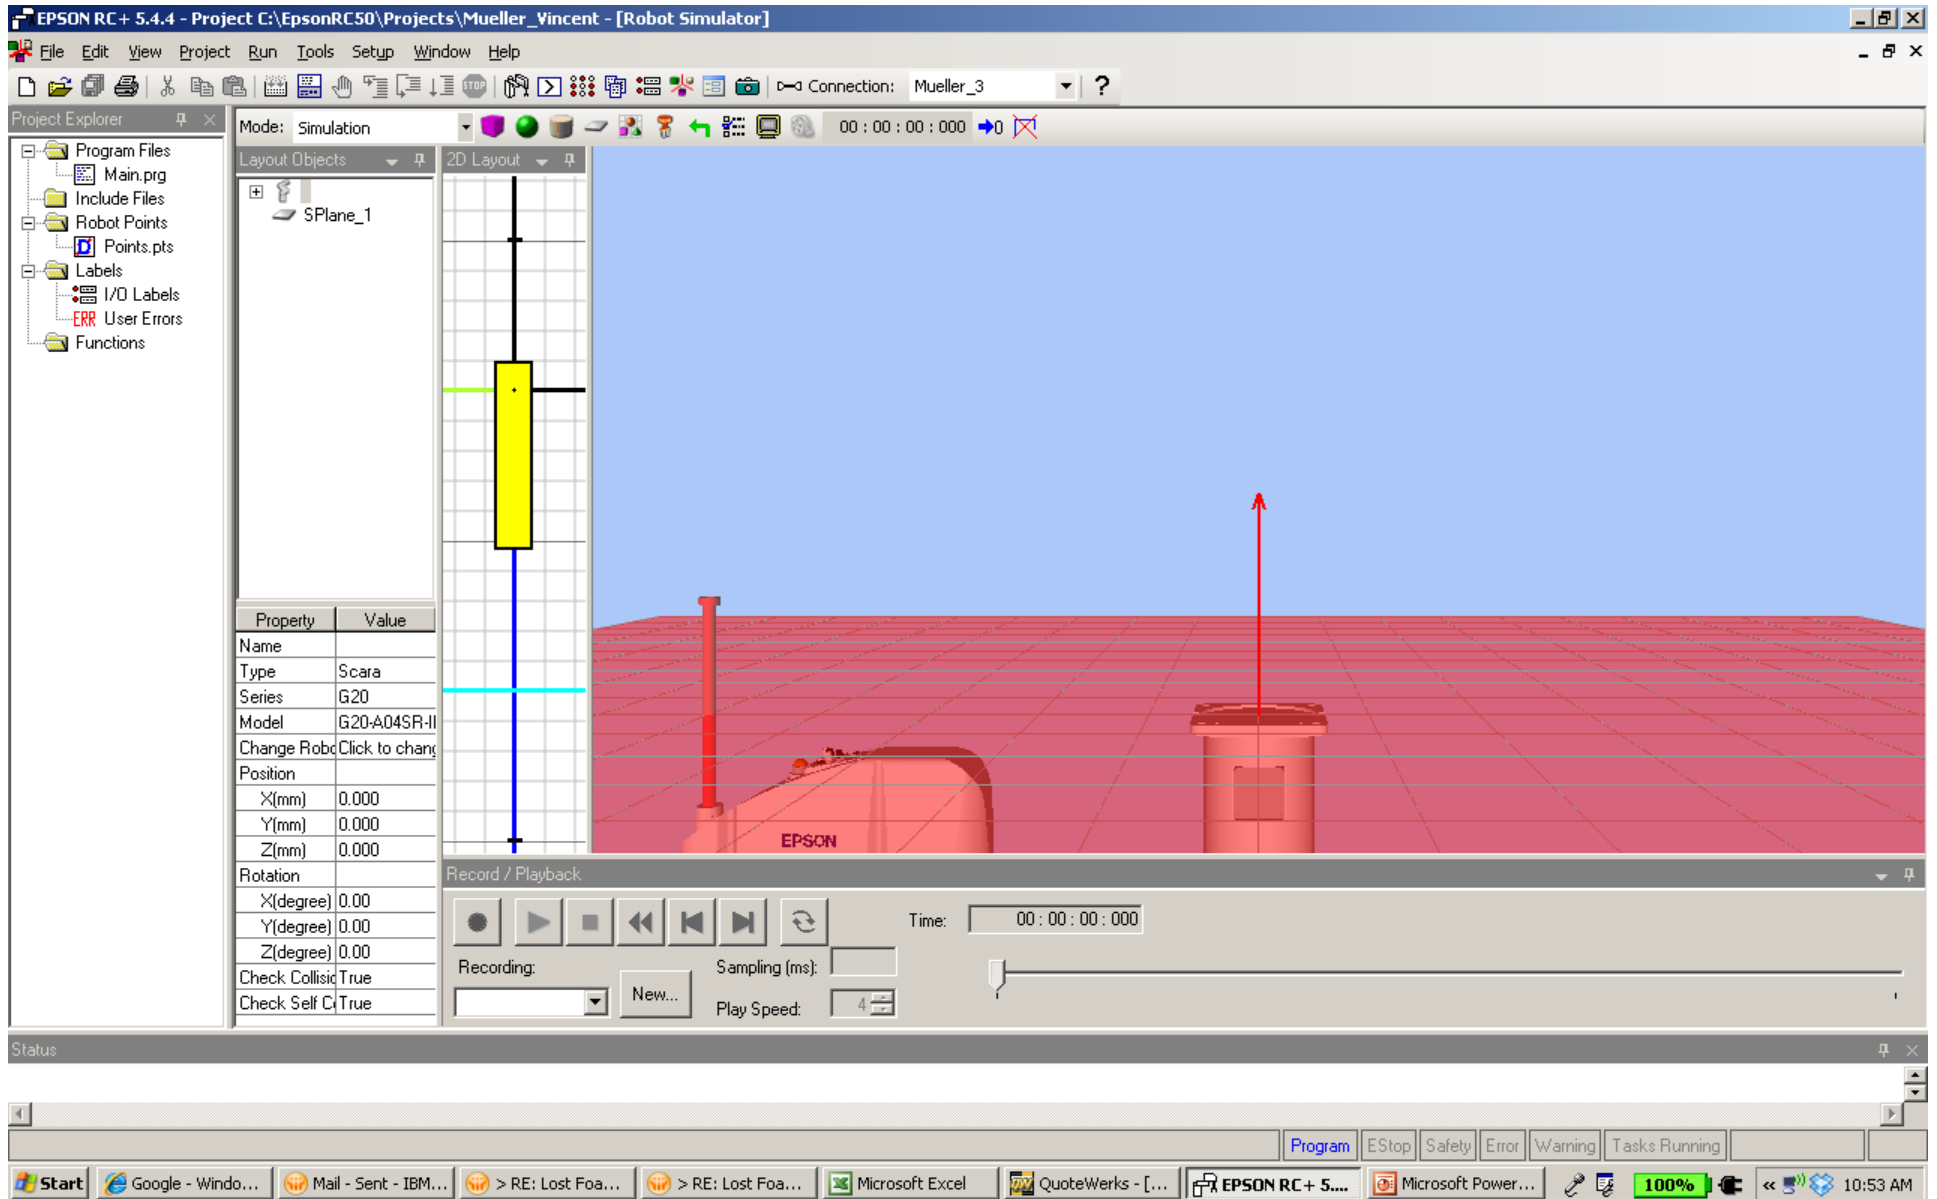 EPSON RC+ 5.4.4 - Project C:\EpsonRC50\Projects\Mueller_Vincent - [Robot Simulator]
File Edit View Project Run Tools Setup Window Help
Connection: Mueller_3
Project Explorer
Mode: Simulation
00 : 00 : 00 : 000
Program Files
Main.prg
Include Files
Robot Points
Points.pts
Labels
I/O Labels
ERR User Errors
Functions
Layout Objects
SPlane_1
2D Layout
Property Value
Name
Type Scara
Series G20
Model G20-A04SR-II
Change Robo Click to chang
Position
X(mm) 0.000
Y(mm) 0.000
Z(mm) 0.000
Rotation
X(degree) 0.00
Y(degree) 0.00
Z(degree) 0.00
Check Collisio True
Check Self Co True
EPSON
Record / Playback
Time: 00 : 00 : 00 : 000
Recording:
New...
Sampling (ms):
Play Speed: 4
Status
Program EStop Safety Error Warning Tasks Running
Start Google - Windo... Mail - Sent - IBM... > RE: Lost Foa... > RE: Lost Foa... Microsoft Excel QuoteWerks - [... EPSON RC+ 5.... Microsoft Power... 100% 10:53 AM